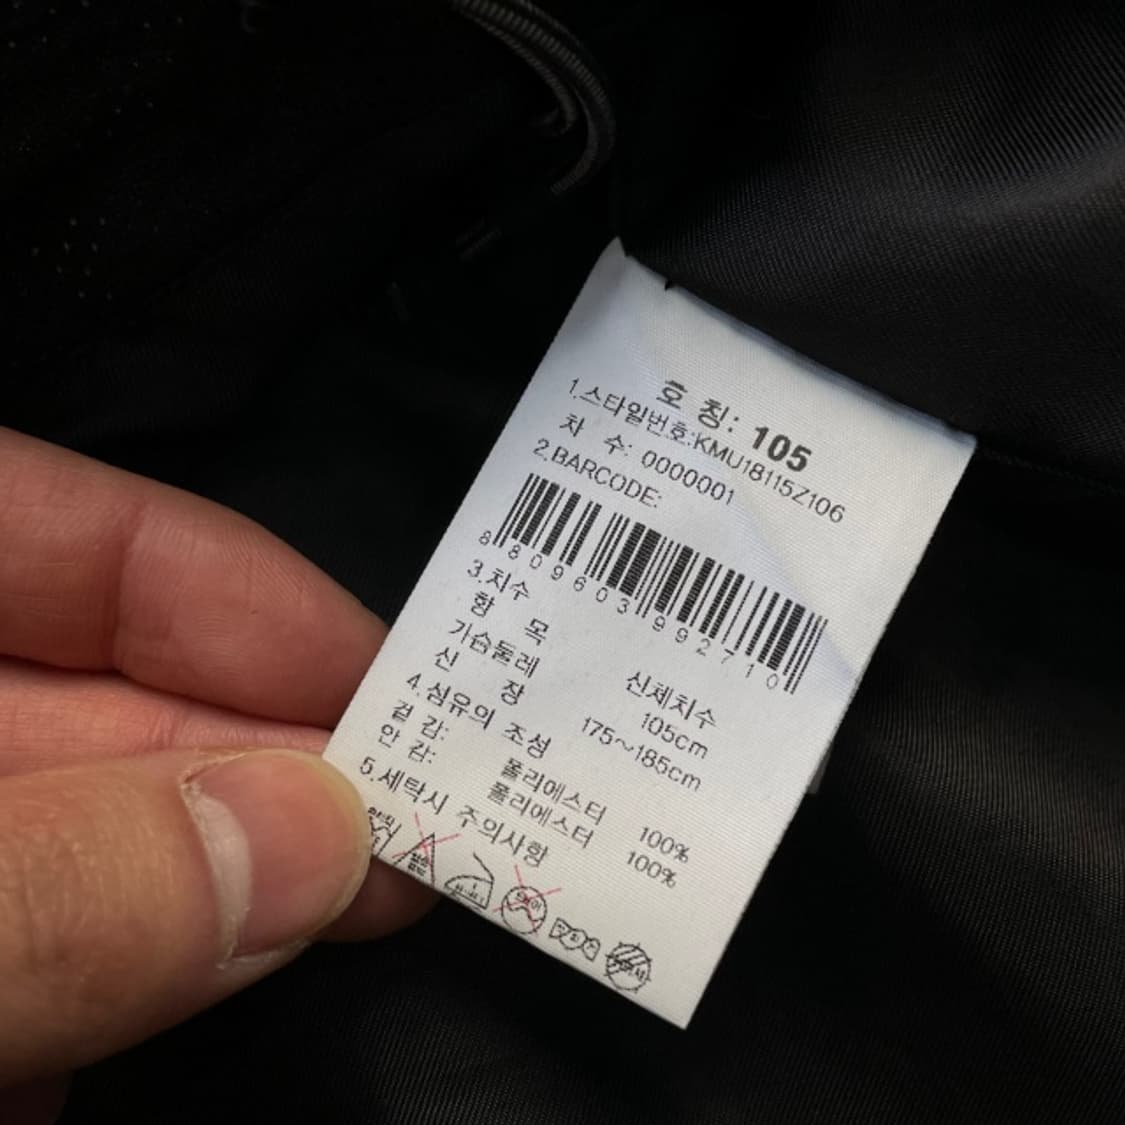 호 칭: 105
1.스타일번호:KMU18115Z106
차 수: 0000001
2.BARCODE:
8 809603 992710
3.치수
항 목 신체치수
가슴둘레 105cm
신 장 175~185cm
4.섬유의 조성
겉 감: 폴리에스터 100%
안 감: 폴리에스터 100%
5.세탁시 주의사항